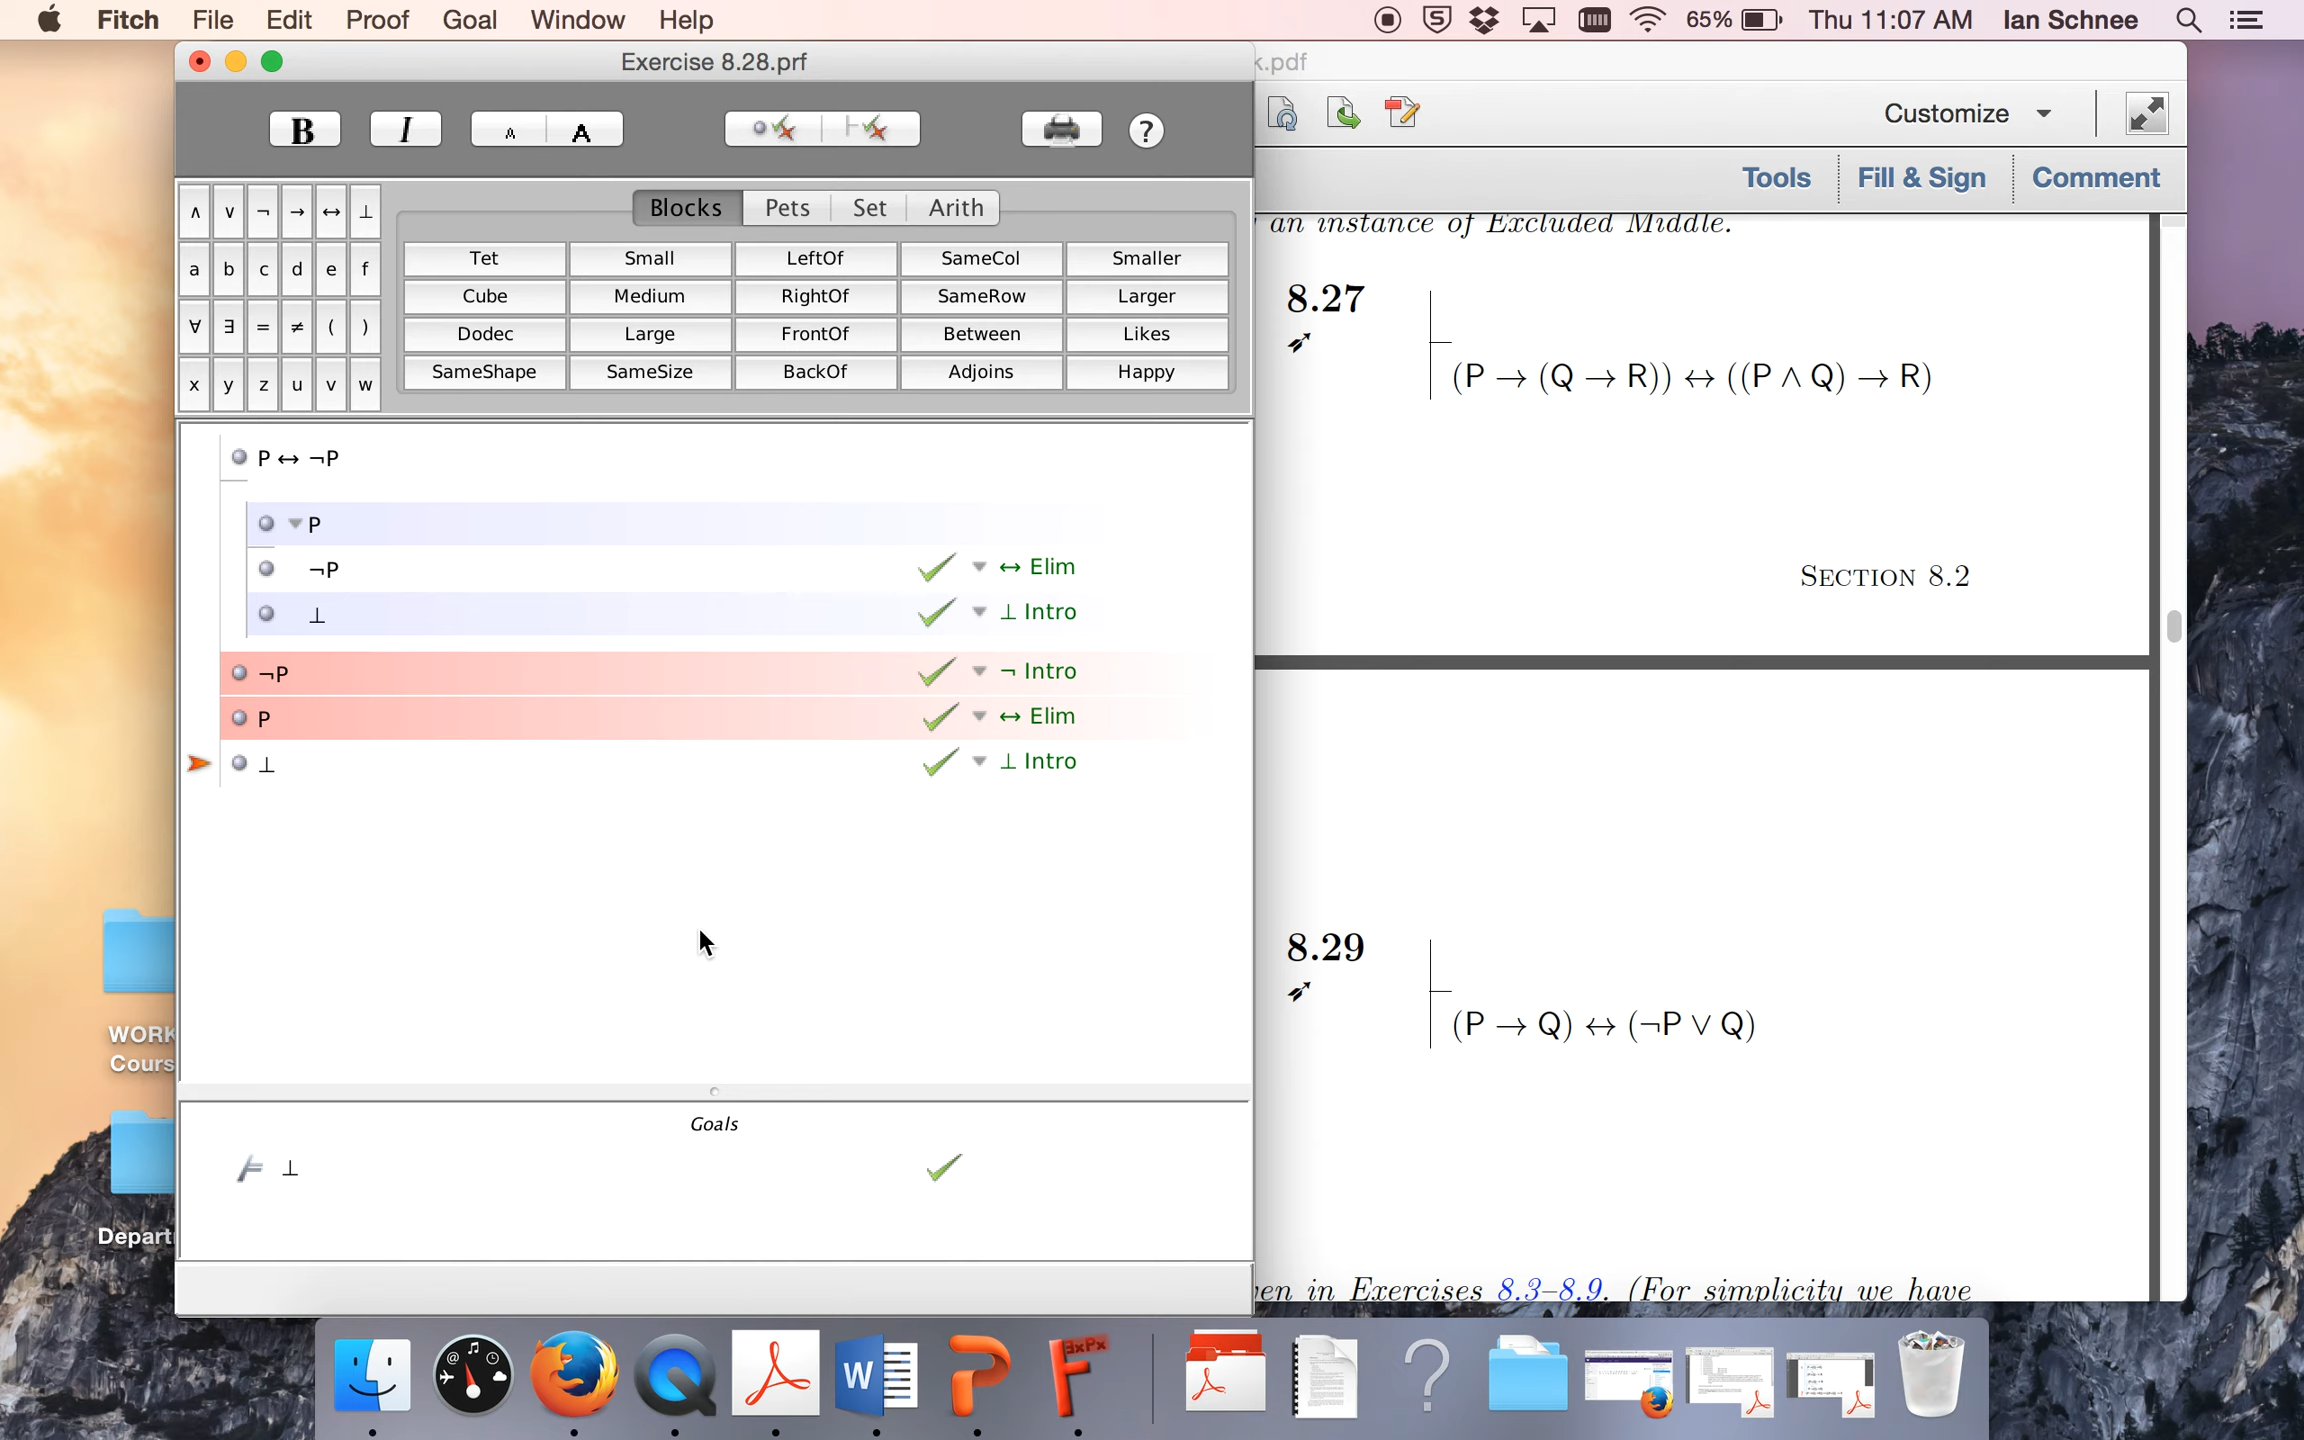 Fitch File Edit Proof Goal Window Help 65% Thu 11:07 AM Ian Schnee
Exercise 8.28.prf
k.pdf
B I A A ?
Customize
Tools Fill & Sign Comment
∧ ∨ ¬ → ↔ ⊥
a b c d e f
∀ ∃ = ≠ ( )
x y z u v w
Blocks Pets Set Arith
Tet Small LeftOf SameCol Smaller
Cube Medium RightOf SameRow Larger
Dodec Large FrontOf Between Likes
SameShape SameSize BackOf Adjoins Happy
P ↔ ¬P
P
¬P ↔ Elim
⊥ ⊥ Intro
¬P ¬ Intro
P ↔ Elim
⊥ ⊥ Intro
Goals
⊥
an instance of Excluded Middle.
8.27
(P → (Q → R)) ↔ ((P ∧ Q) → R)
SECTION 8.2
8.29
(P → Q) ↔ (¬P ∨ Q)
en in Exercises 8.3–8.9. (For simplicity we have
WORK
Cours
Depart